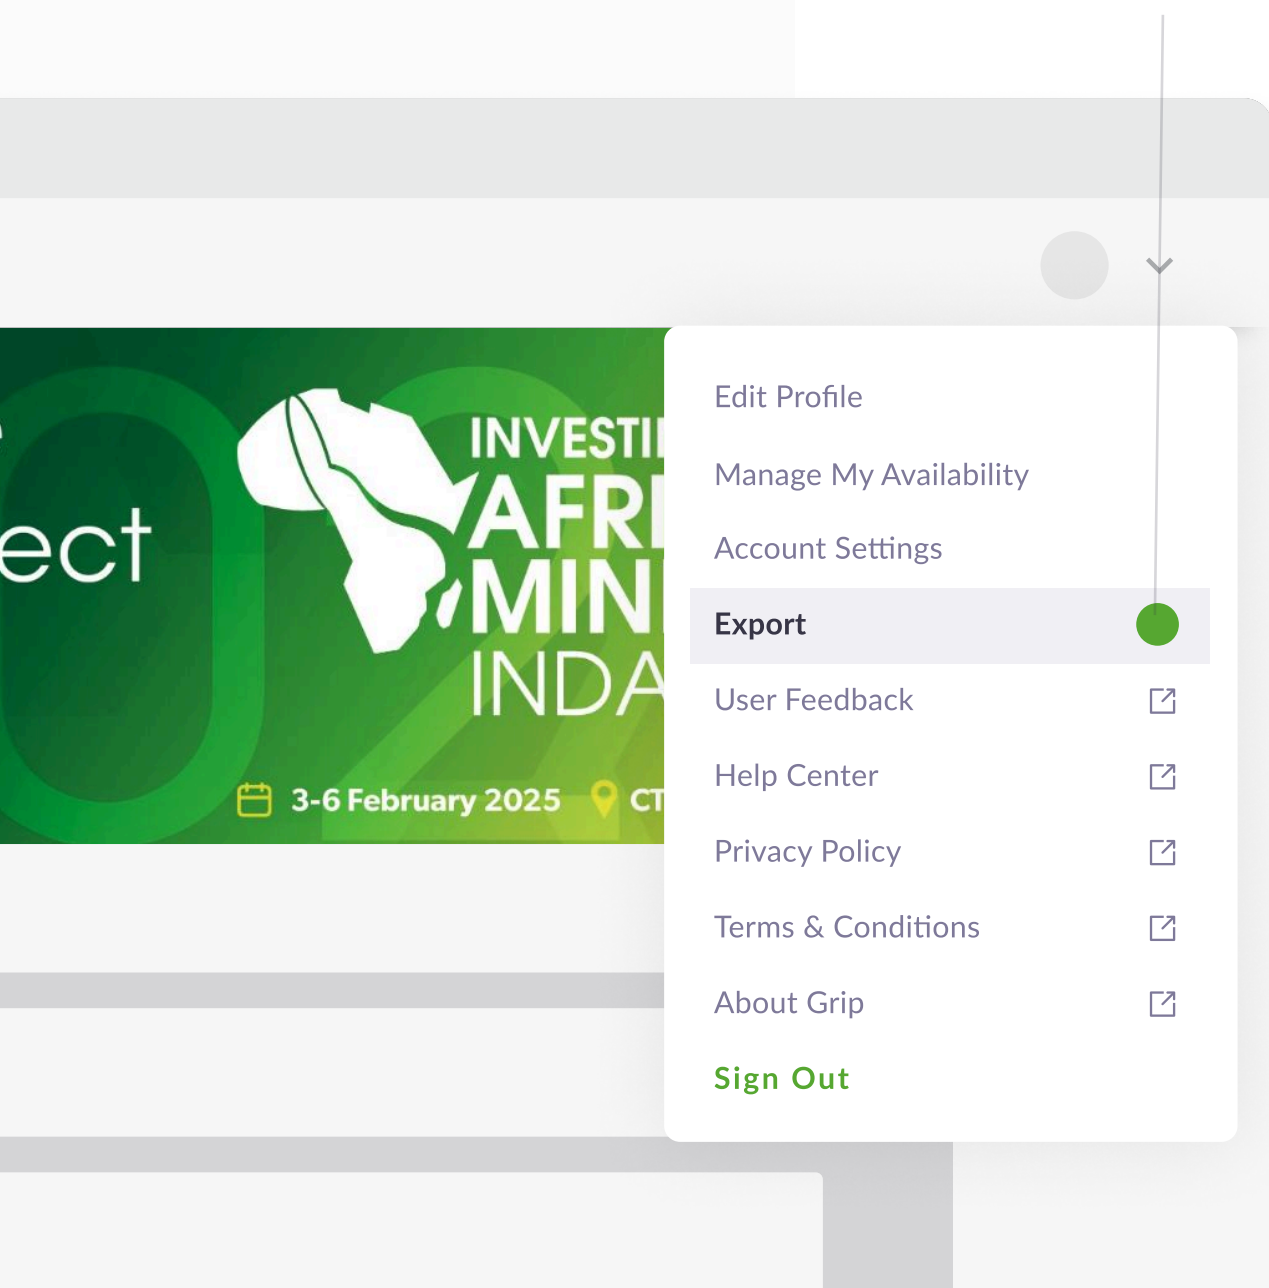 ect
INVESTI
AFRI
MIN
INDA
3-6 February 2025 CT
Edit Profile
Manage My Availability
Account Settings
Export
User Feedback
Help Center
Privacy Policy
Terms & Conditions
About Grip
Sign Out